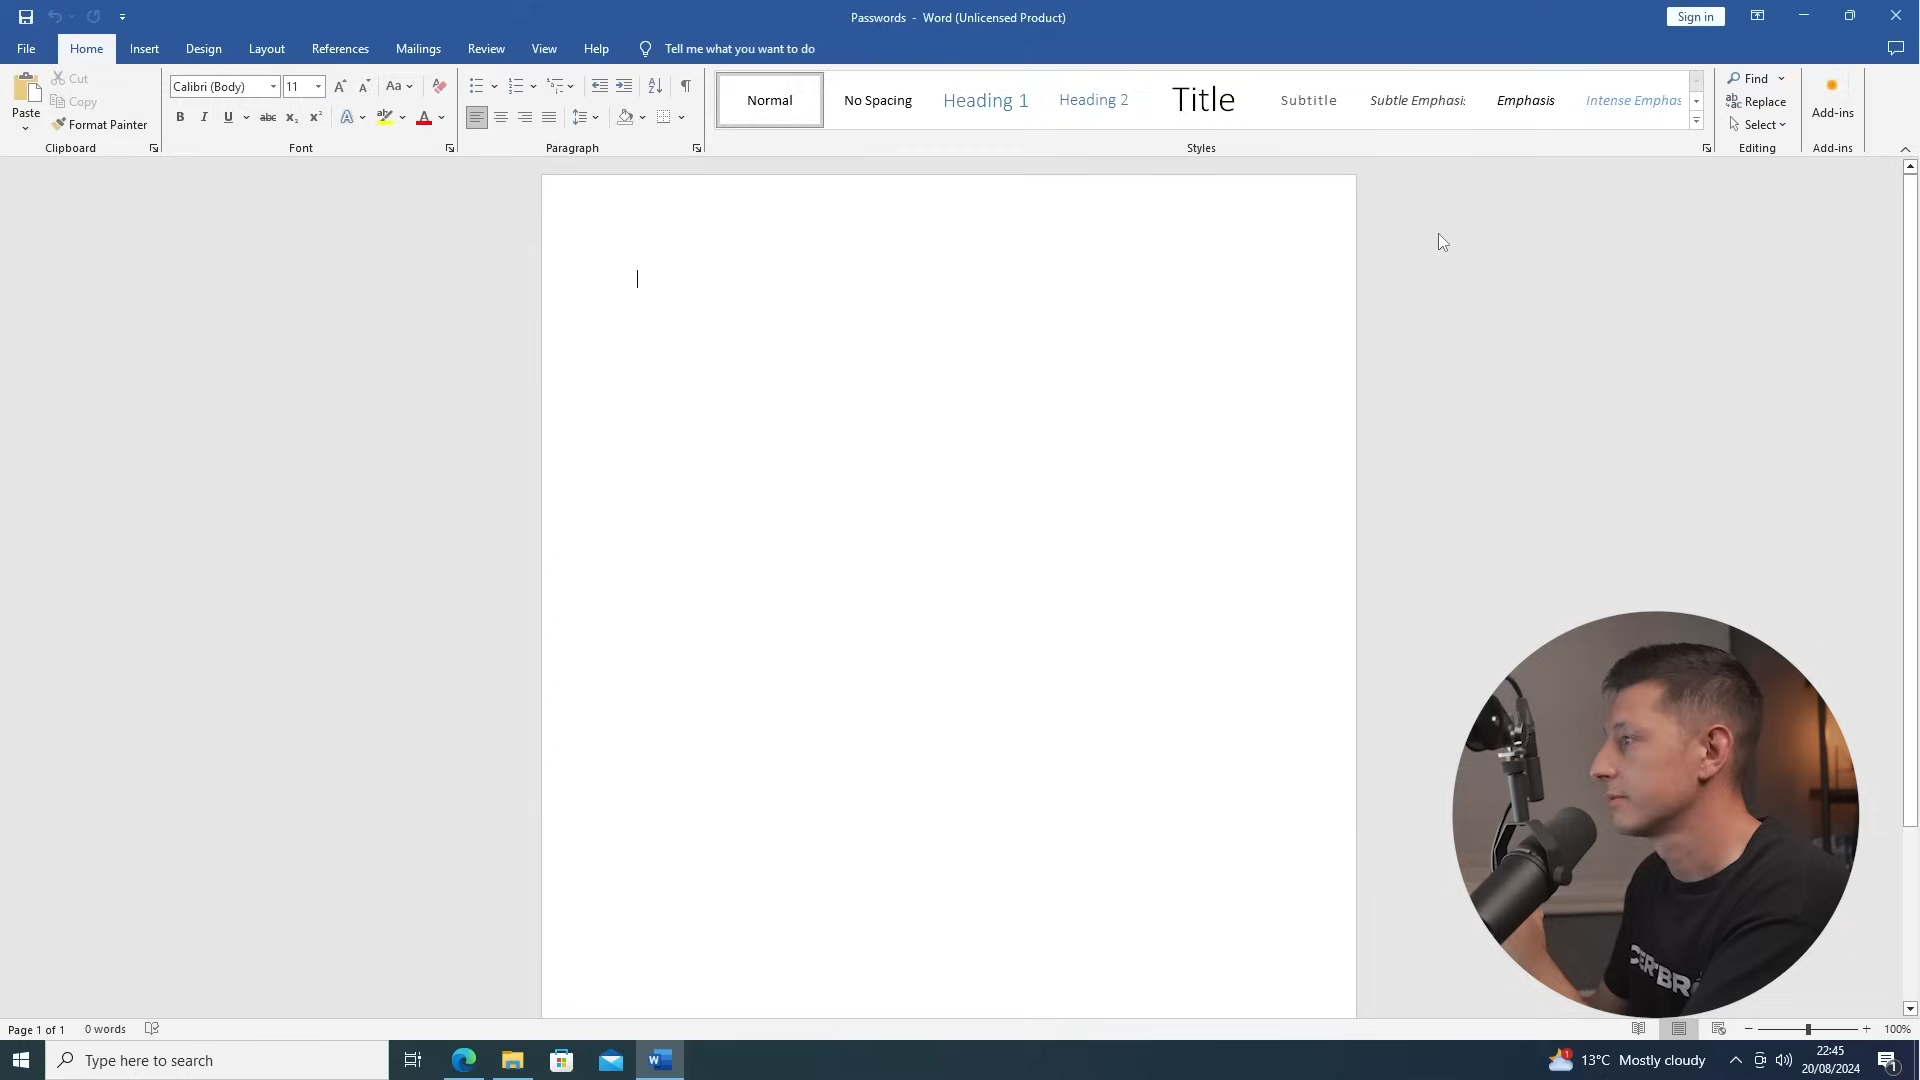 Passwords - Word (Unlicensed Product)
Sign in
File Home Insert Design Layout References Mailings Review View Help Tell me what you want to do
Paste
Cut
Copy
Format Painter
Clipboard
Calibri (Body) 11
Font
Paragraph
Normal No Spacing Heading 1 Heading 2 Title Subtitle Subtle Emphasi: Emphasis Intense Emphas
Styles
Find
Replace
Select
Editing
Add-ins
Add-ins
Page 1 of 1 0 words
100%
Type here to search
13°C Mostly cloudy
22:45
20/08/2024